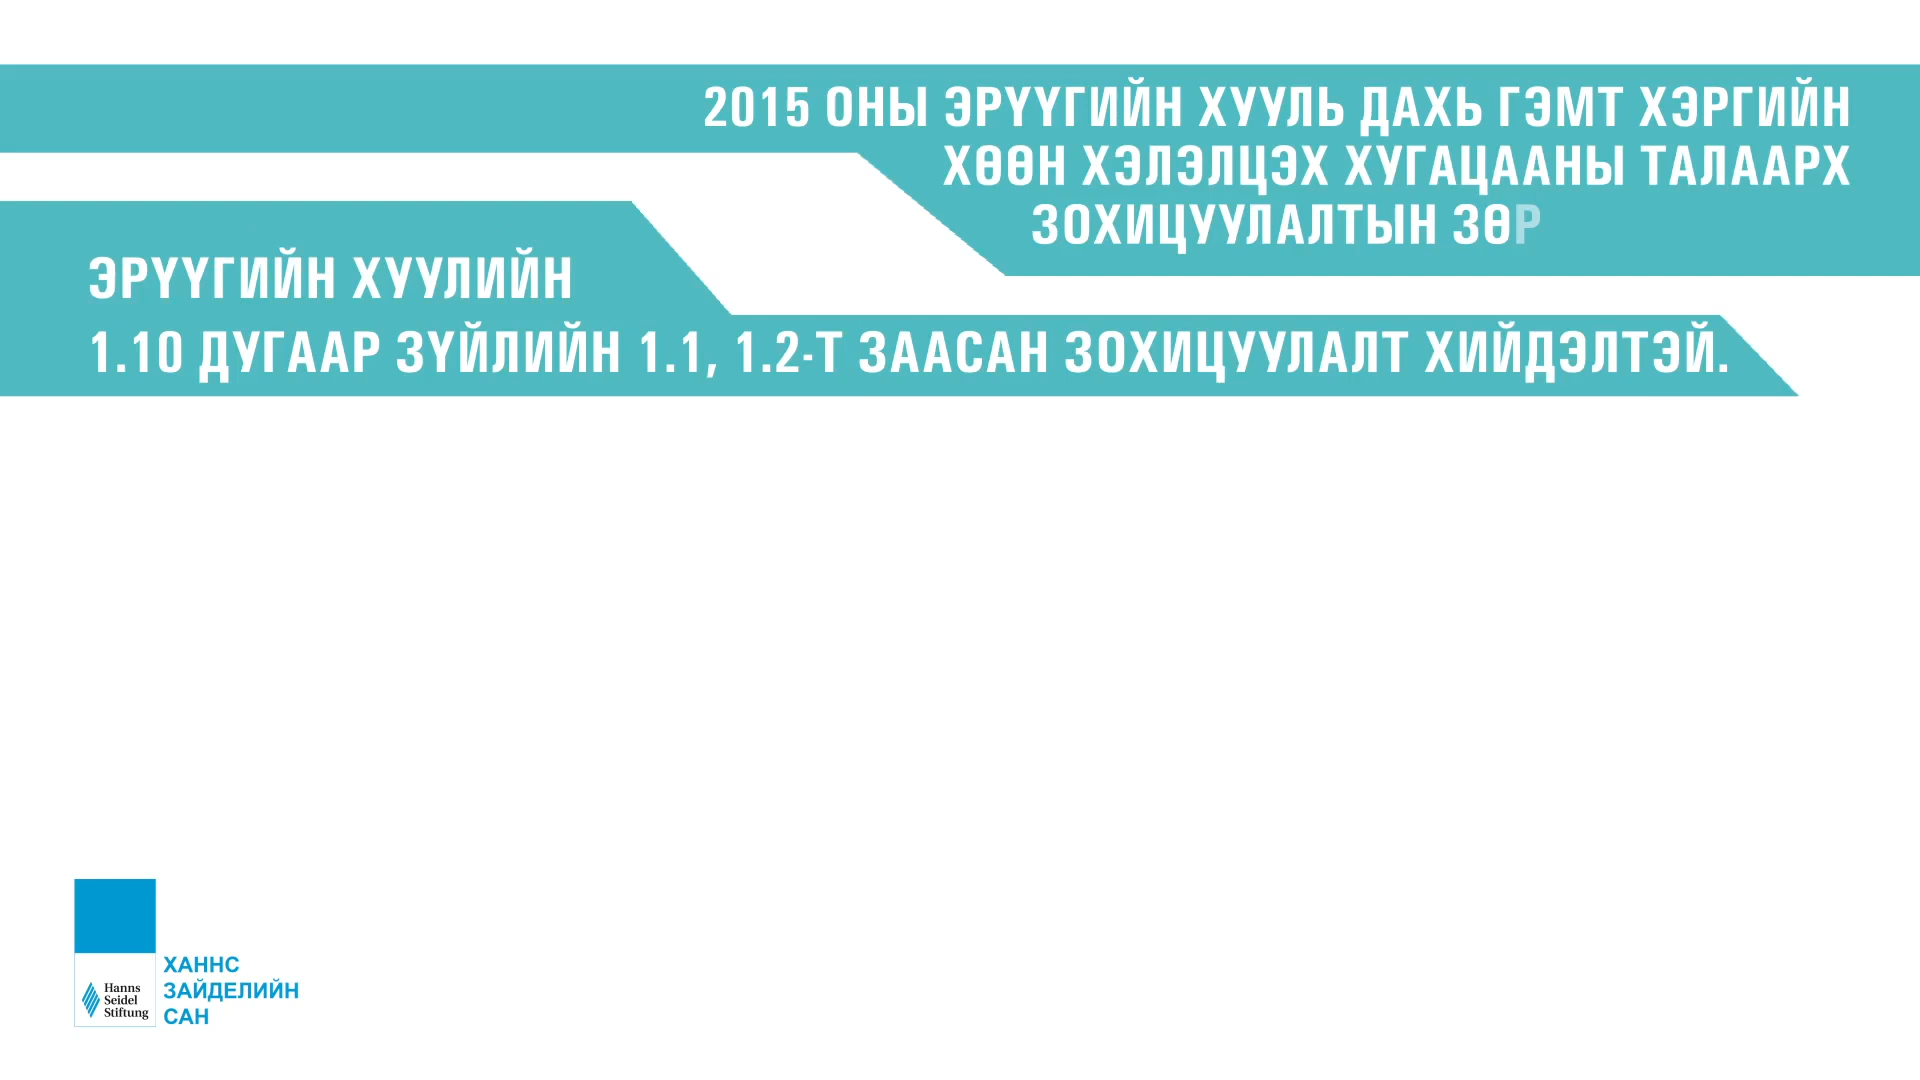 2015 ОНЫ ЭРҮҮГИЙН ХУУЛЬ ДАХЬ ГЭМТ ХЭРГИЙН
ХӨӨН ХЭЛЭЛЦЭХ ХУГАЦААНЫ ТАЛААРХ
ЗОХИЦУУЛАЛТЫН ЗӨР
ЭРҮҮГИЙН ХУУЛИЙН
1.10 ДУГААР ЗҮЙЛИЙН 1.1, 1.2-Т ЗААСАН ЗОХИЦУУЛАЛТ ХИЙДЭЛТЭЙ.
Hanns
Seidel
Stiftung
ХАННС
ЗАЙДЕЛИЙН
САН